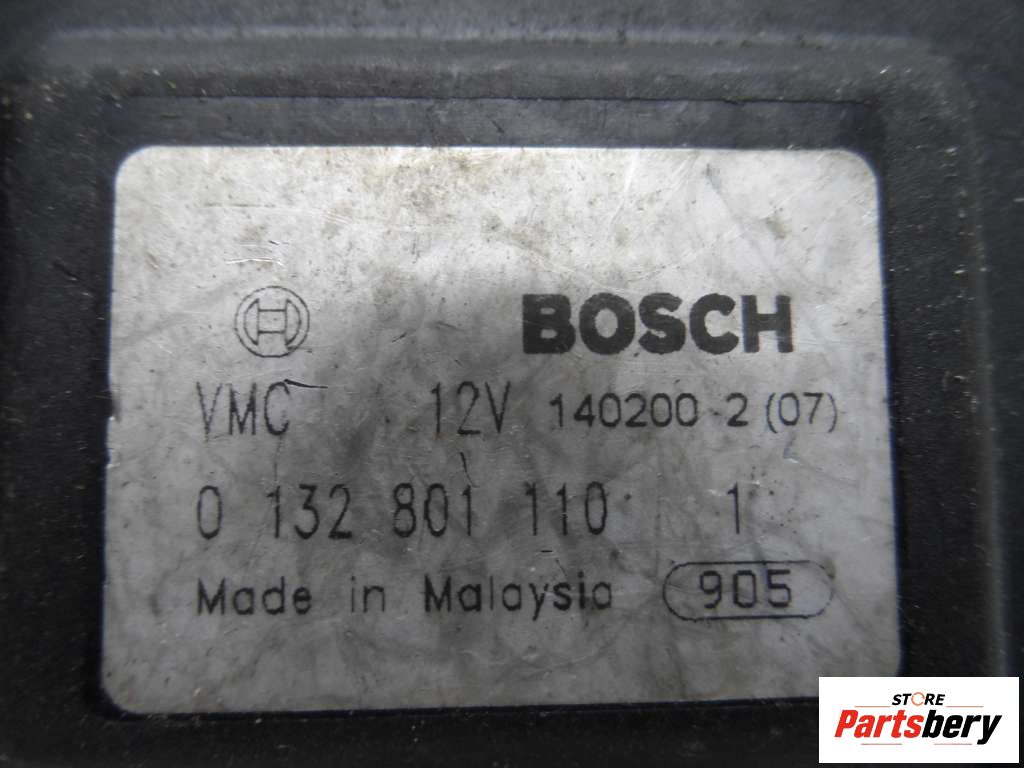 BOSCH
VMC 12V 140200 2 (07)
0 132 801 110 1
Made in Malaysia 905
STORE
Partsbery